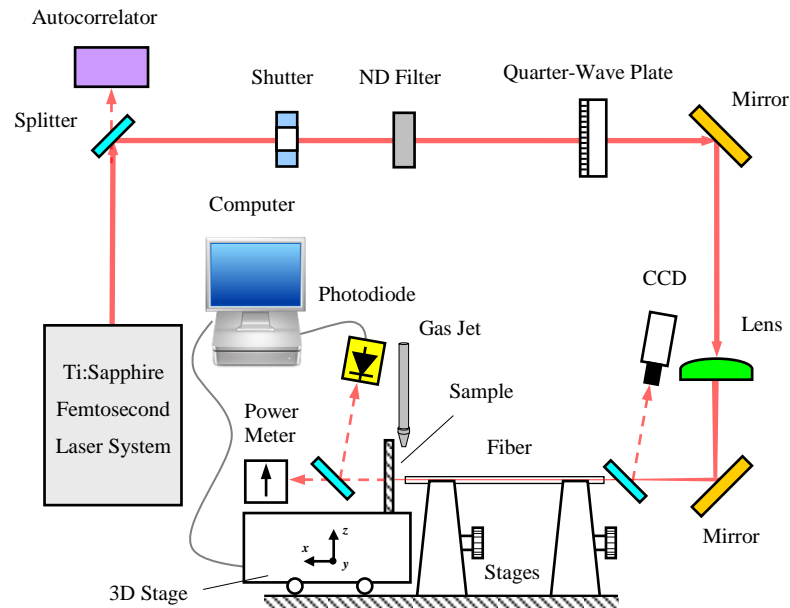 Autocorrelator
Shutter
ND Filter
Quarter-Wave Plate
Mirror
Splitter
Computer
CCD
Photodiode
Gas Jet
Lens
Ti:Sapphire
Femtosecond
Laser System
Sample
Power
Meter
Fiber
Mirror
z
x
y
Stages
3D Stage